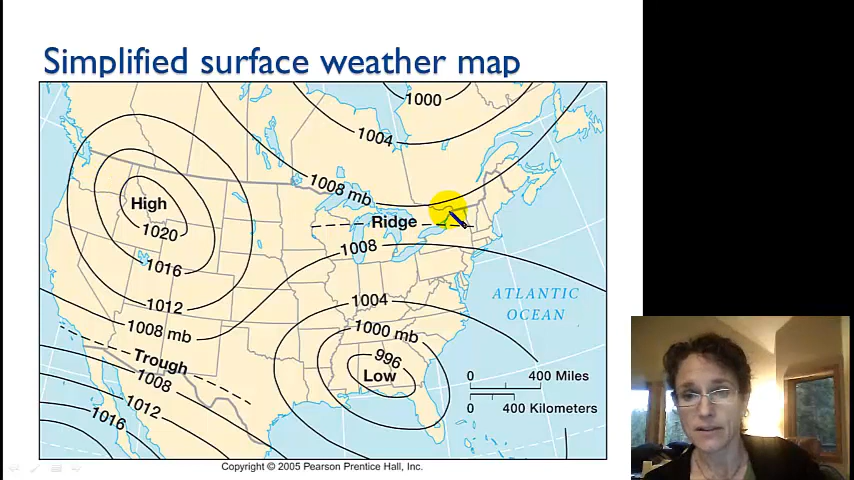 Simplified surface weather map
1000
1004
1008 mb
High
1020
Ridge
1008
1016
1012
1004
1008 mb
1000 mb
996
Trough
Low
1008
1012
1016
ATLANTIC
OCEAN
0 400 Miles
0 400 Kilometers
Copyright © 2005 Pearson Prentice Hall, Inc.